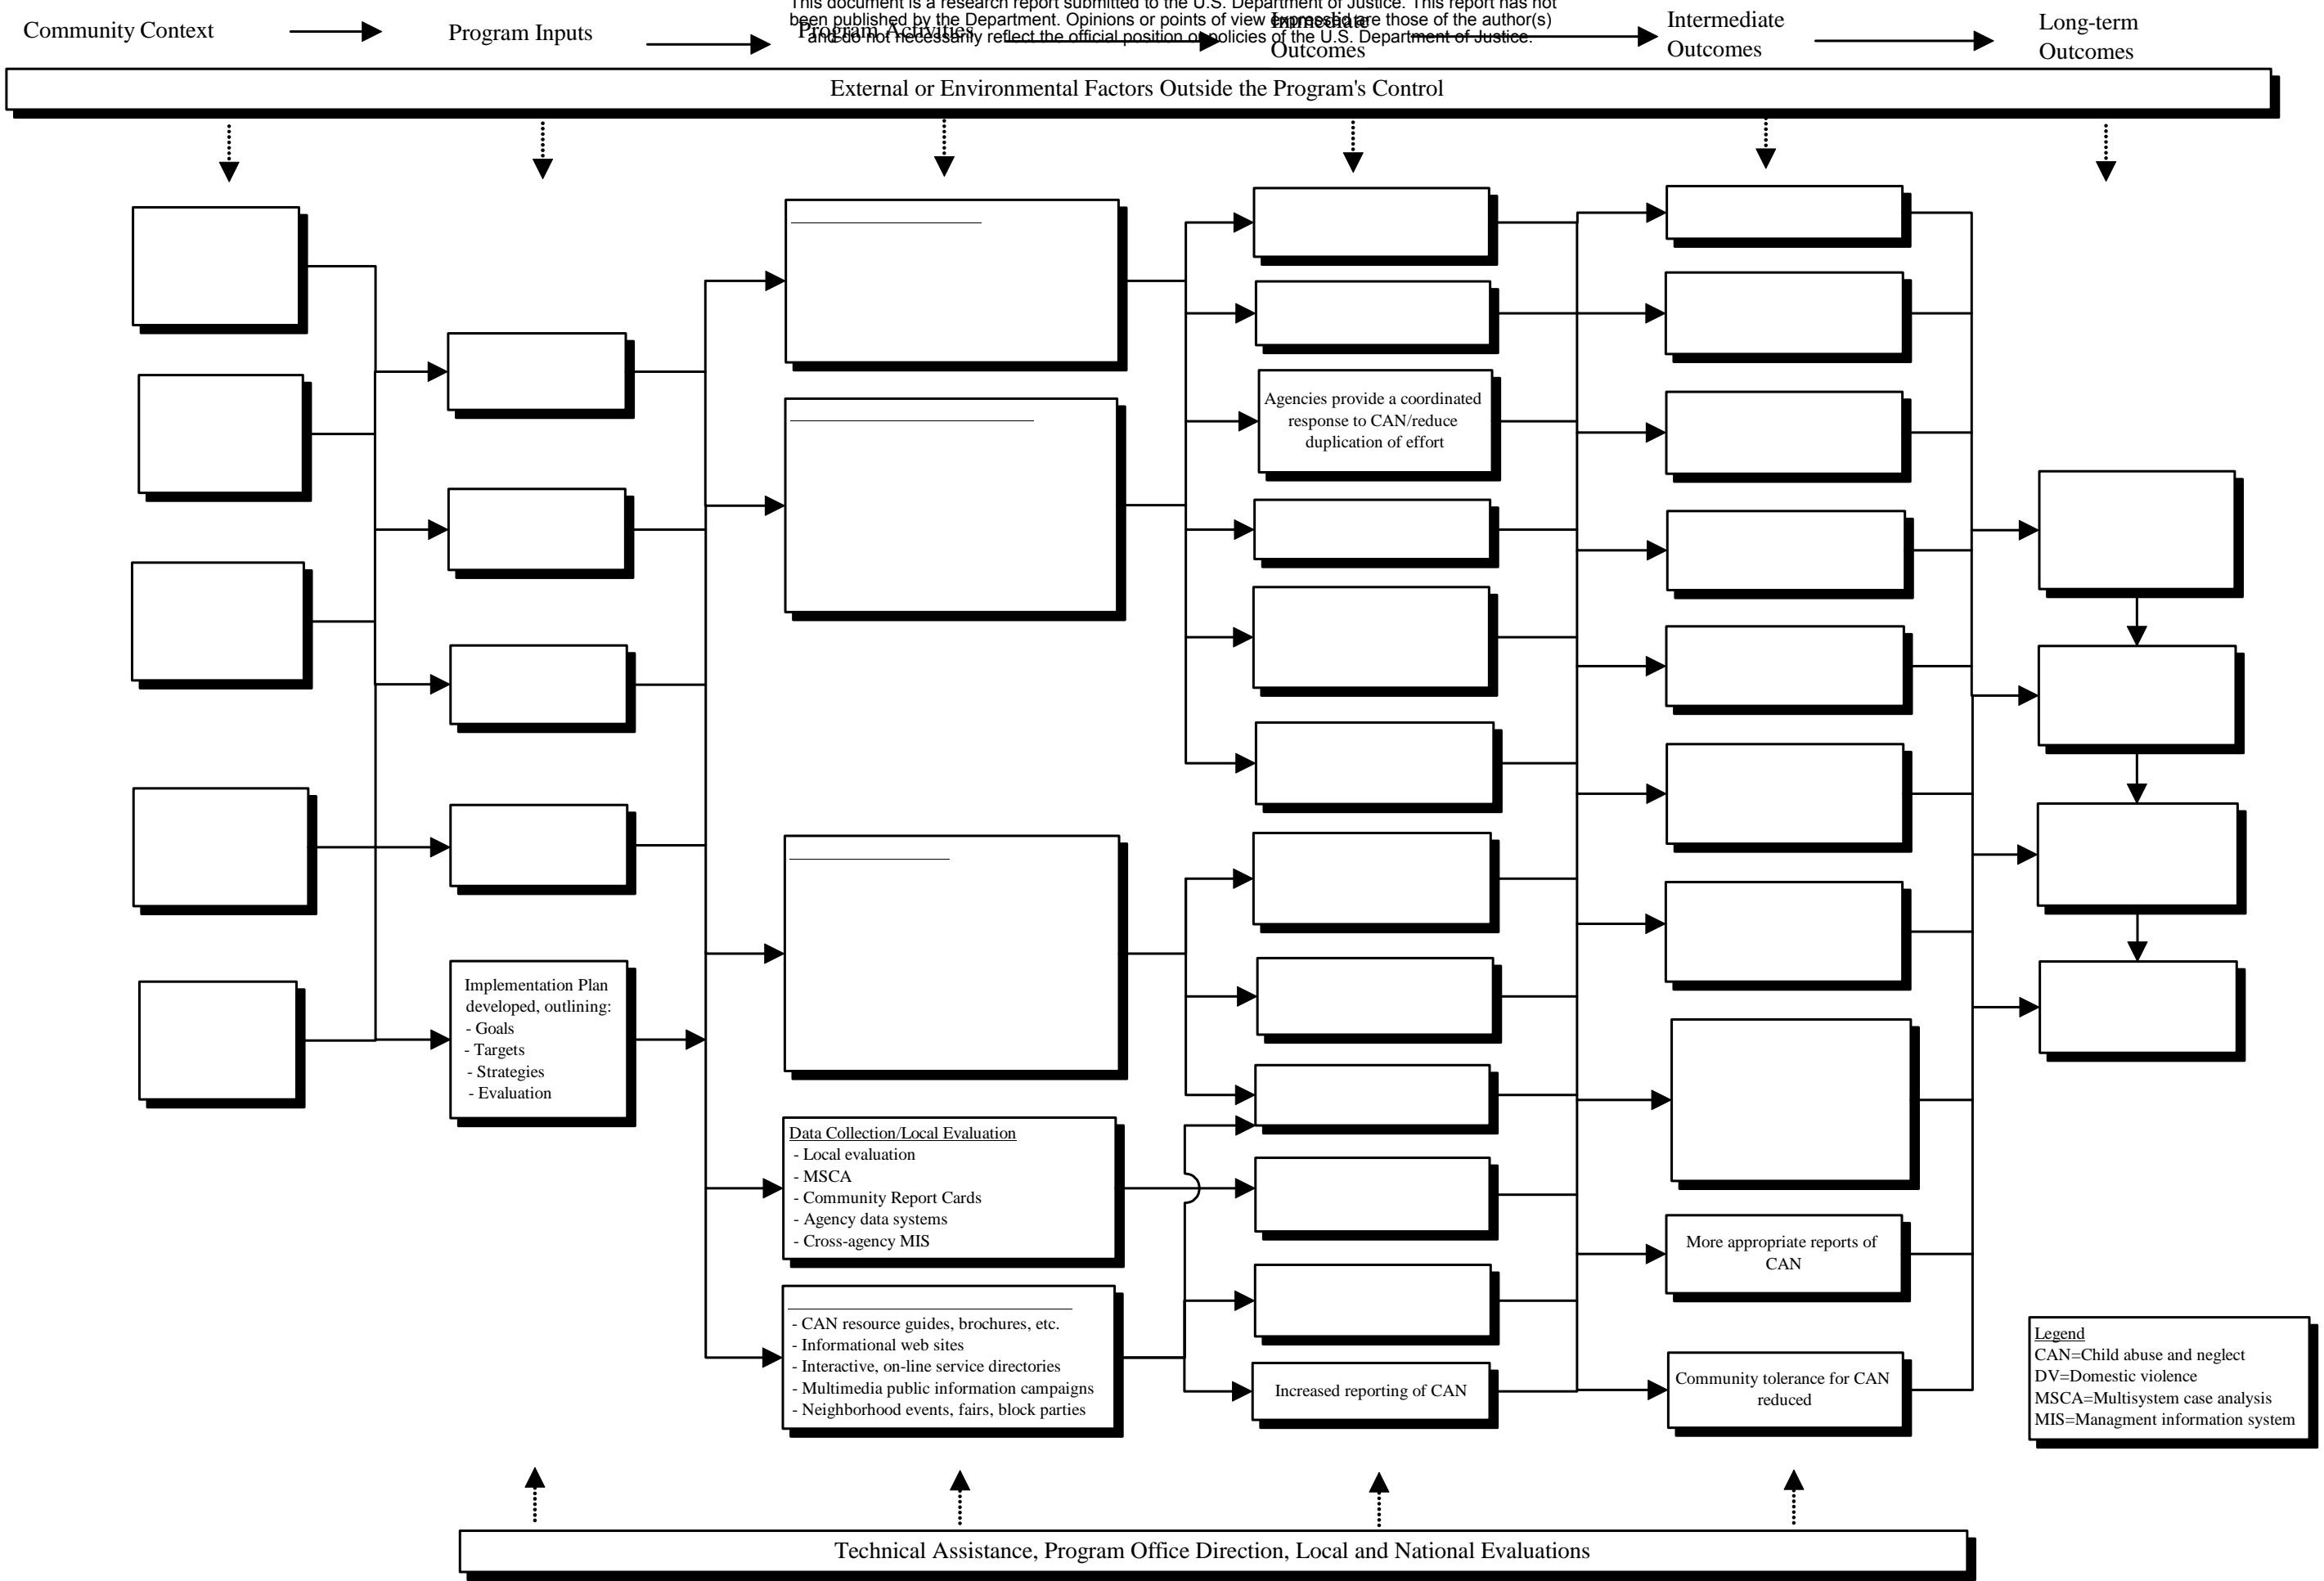 This document is a research report submitted to the U.S. Department of Justice. This report has not
been published by the Department. Opinions or points of view expressed are those of the author(s)
and do not necessarily reflect the official position or policies of the U.S. Department of Justice.
Community Context
Program Inputs
Program Activities
Immediate
Outcomes
Intermediate
Outcomes
Long-term
Outcomes
External or Environmental Factors Outside the Program's Control
Agencies provide a coordinated
response to CAN/reduce
duplication of effort
Implementation Plan
developed, outlining:
- Goals
- Targets
- Strategies
- Evaluation
Data Collection/Local Evaluation
- Local evaluation
- MSCA
- Community Report Cards
- Agency data systems
- Cross-agency MIS
- CAN resource guides, brochures, etc.
- Informational web sites
- Interactive, on-line service directories
- Multimedia public information campaigns
- Neighborhood events, fairs, block parties
Increased reporting of CAN
More appropriate reports of
CAN
Community tolerance for CAN
reduced
Legend
CAN=Child abuse and neglect
DV=Domestic violence
MSCA=Multisystem case analysis
MIS=Managment information system
Technical Assistance, Program Office Direction, Local and National Evaluations